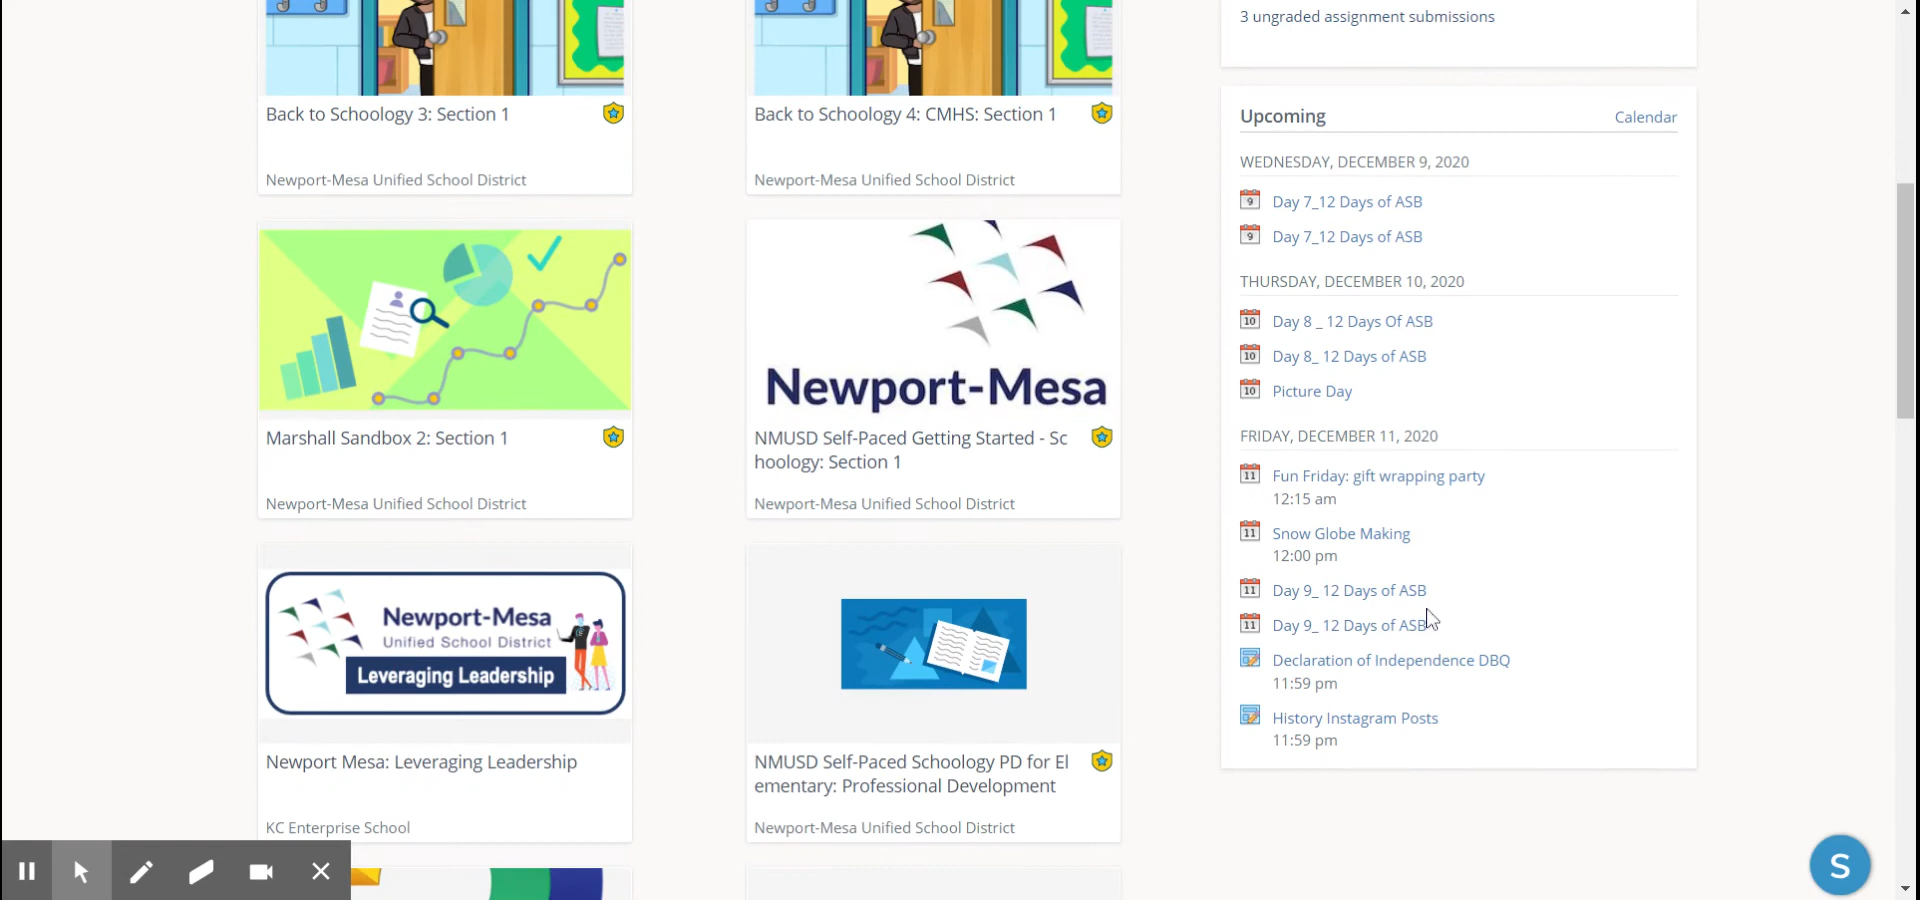 3 ungraded assignment submissions
Back to Schoology 3: Section 1
Newport-Mesa Unified School District
Back to Schoology 4: CMHS: Section 1
Newport-Mesa Unified School District
Marshall Sandbox 2: Section 1
Newport-Mesa Unified School District
Newport-Mesa
NMUSD Self-Paced Getting Started - Sc
hoology: Section 1
Newport-Mesa Unified School District
Newport-Mesa
Unified School District
Leveraging Leadership
Newport Mesa: Leveraging Leadership
KC Enterprise School
NMUSD Self-Paced Schoology PD for El
ementary: Professional Development
Newport-Mesa Unified School District
Upcoming
Calendar
WEDNESDAY, DECEMBER 9, 2020
9 Day 7_12 Days of ASB
9 Day 7_12 Days of ASB
THURSDAY, DECEMBER 10, 2020
10 Day 8 _ 12 Days Of ASB
10 Day 8_ 12 Days of ASB
10 Picture Day
FRIDAY, DECEMBER 11, 2020
11 Fun Friday: gift wrapping party
12:15 am
11 Snow Globe Making
12:00 pm
11 Day 9_ 12 Days of ASB
11 Day 9_ 12 Days of ASB
Declaration of Independence DBQ
11:59 pm
History Instagram Posts
11:59 pm
S